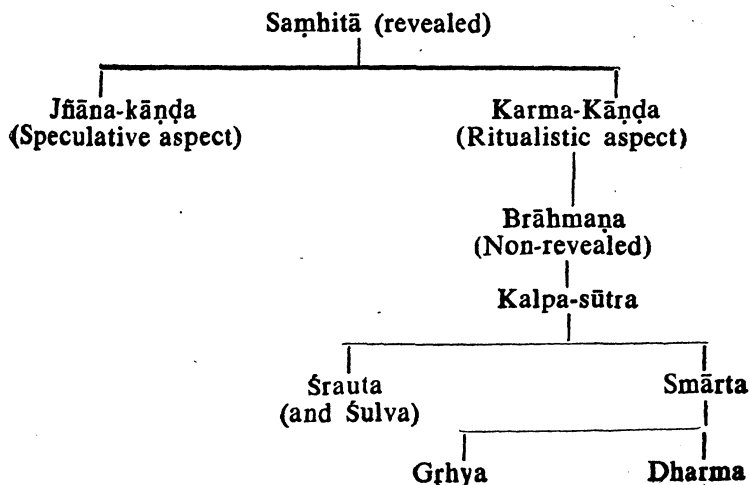 Saṃhitā (revealed)
Jñāna-kāṇḍa
(Speculative aspect)
Karma-Kāṇḍa
(Ritualistic aspect)
Brāhmaṇa
(Non-revealed)
Kalpa-sūtra
Śrauta
(and Śulva)
Smārta
Gṛhya
Dharma